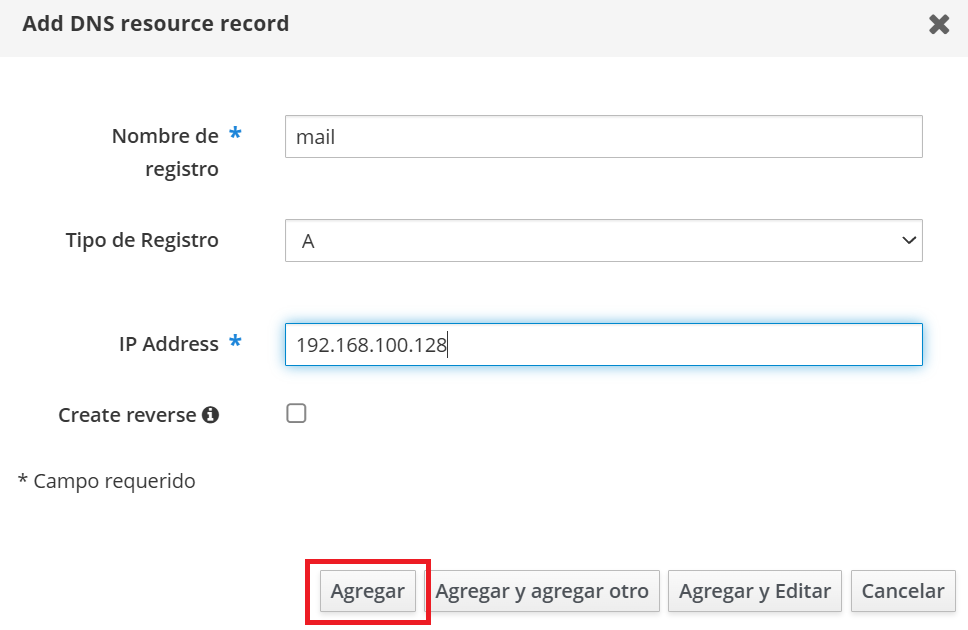 Add DNS resource record
Nombre de *
registro
mail
Tipo de Registro
A
IP Address *
192.168.100.128
Create reverse
* Campo requerido
Agregar
Agregar y agregar otro
Agregar y Editar
Cancelar